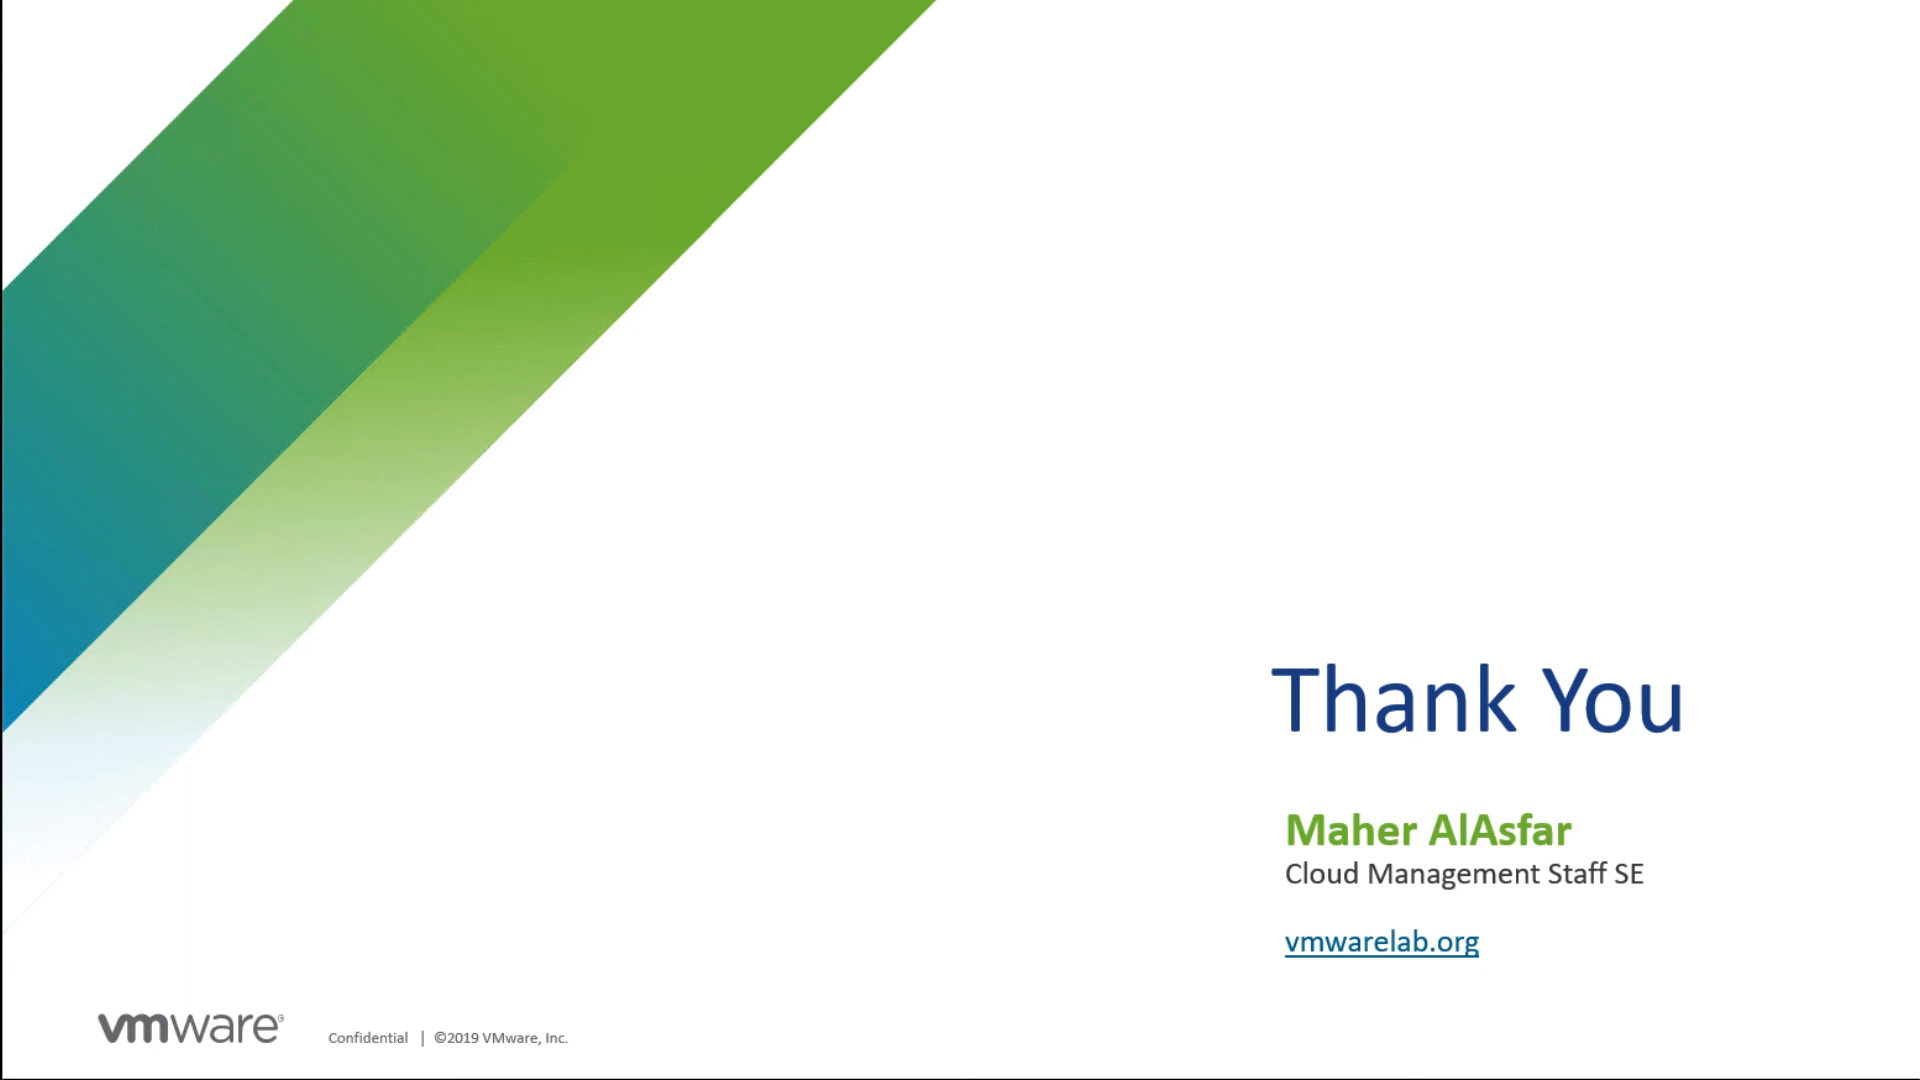 Thank You
Maher AlAsfar
Cloud Management Staff SE
vmwarelab.org
vmware®
Confidential | ©2019 VMware, Inc.